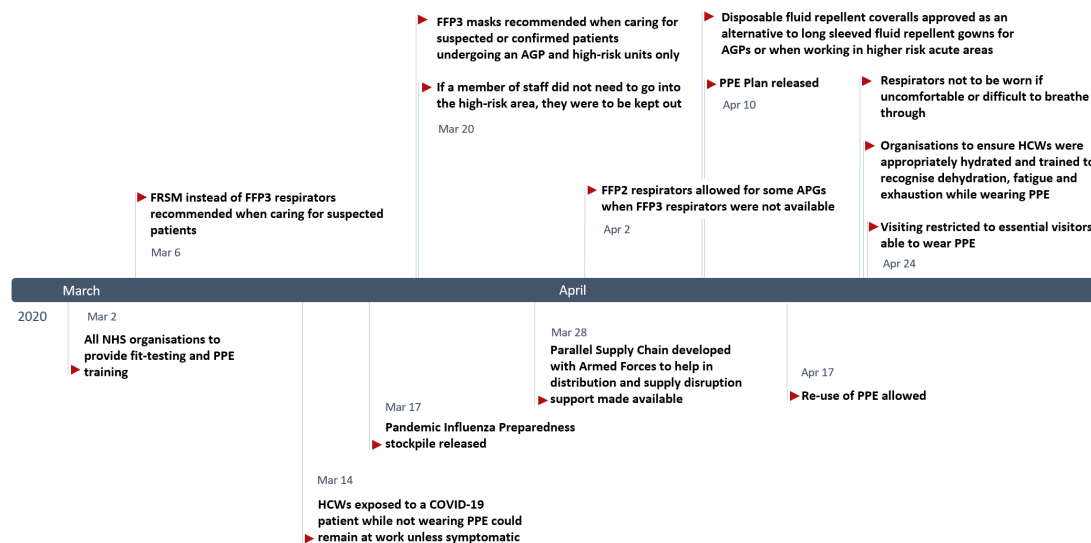 FFP3 masks recommended when caring for
suspected or confirmed patients
undergoing an AGP and high-risk units only
If a member of staff did not need to go into
the high-risk area, they were to be kept out
Mar 20
Disposable fluid repellent coveralls approved as an
alternative to long sleeved fluid repellent gowns for
AGPs or when working in higher risk acute areas
PPE Plan released
Apr 10
Respirators not to be worn if
uncomfortable or difficult to breathe
through
Organisations to ensure HCWs were
appropriately hydrated and trained to
recognise dehydration, fatigue and
exhaustion while wearing PPE
Visiting restricted to essential visitors
able to wear PPE
Apr 24
FRSM instead of FFP3 respirators
recommended when caring for suspected
patients
Mar 6
FFP2 respirators allowed for some APGs
when FFP3 respirators were not available
Apr 2
March
April
2020
Mar 2
All NHS organisations to
provide fit-testing and PPE
training
Mar 28
Parallel Supply Chain developed
with Armed Forces to help in
distribution and supply disruption
support made available
Apr 17
Re-use of PPE allowed
Mar 17
Pandemic Influenza Preparedness
stockpile released
Mar 14
HCWs exposed to a COVID-19
patient while not wearing PPE could
remain at work unless symptomatic